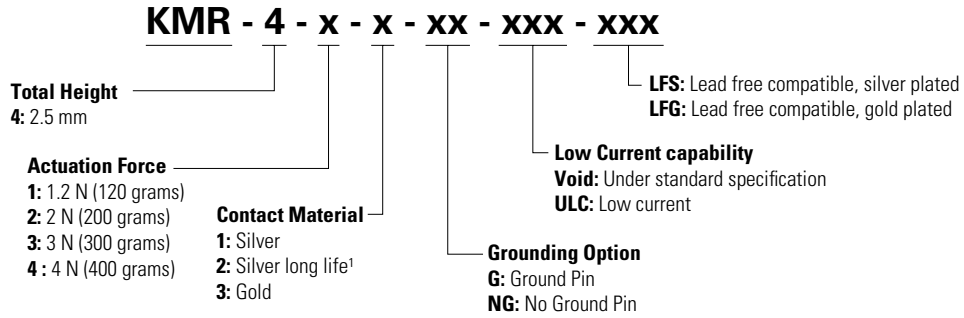 KMR - 4 - x - x - xx - xxx - xxx
Total Height
4: 2.5 mm
Actuation Force
1: 1.2 N (120 grams)
2: 2 N (200 grams)
3: 3 N (300 grams)
4 : 4 N (400 grams)
Contact Material
1: Silver
2: Silver long life¹
3: Gold
Grounding Option
G: Ground Pin
NG: No Ground Pin
Low Current capability
Void: Under standard specification
ULC: Low current
LFS: Lead free compatible, silver plated
LFG: Lead free compatible, gold plated